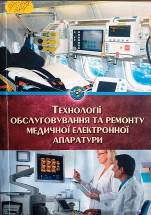 ТЕХНОЛОГІЇ
ОБСЛУГОВУВАННЯ ТА РЕМОНТУ
МЕДИЧНОЇ ЕЛЕКТРОННОЇ
АПАРАТУРИ